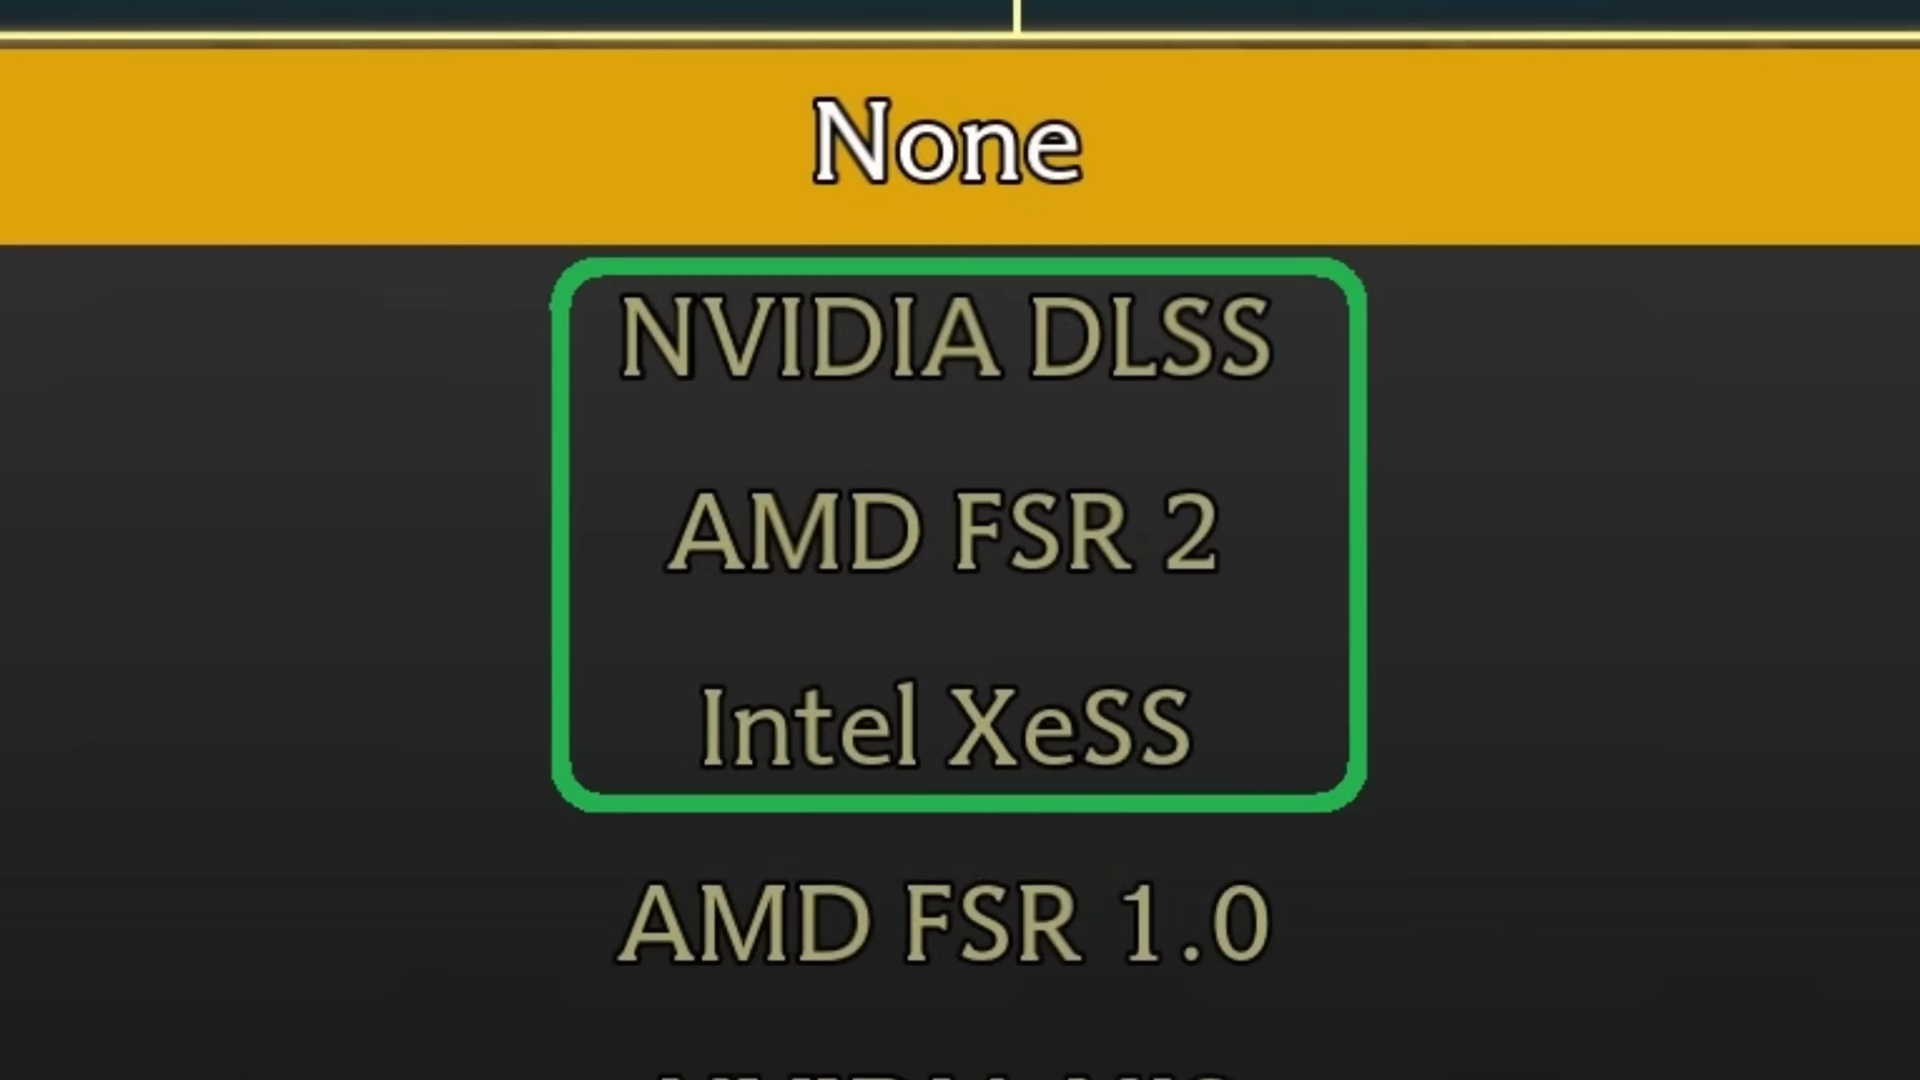 None
NVIDIA DLSS
AMD FSR 2
Intel XeSS
AMD FSR 1.0